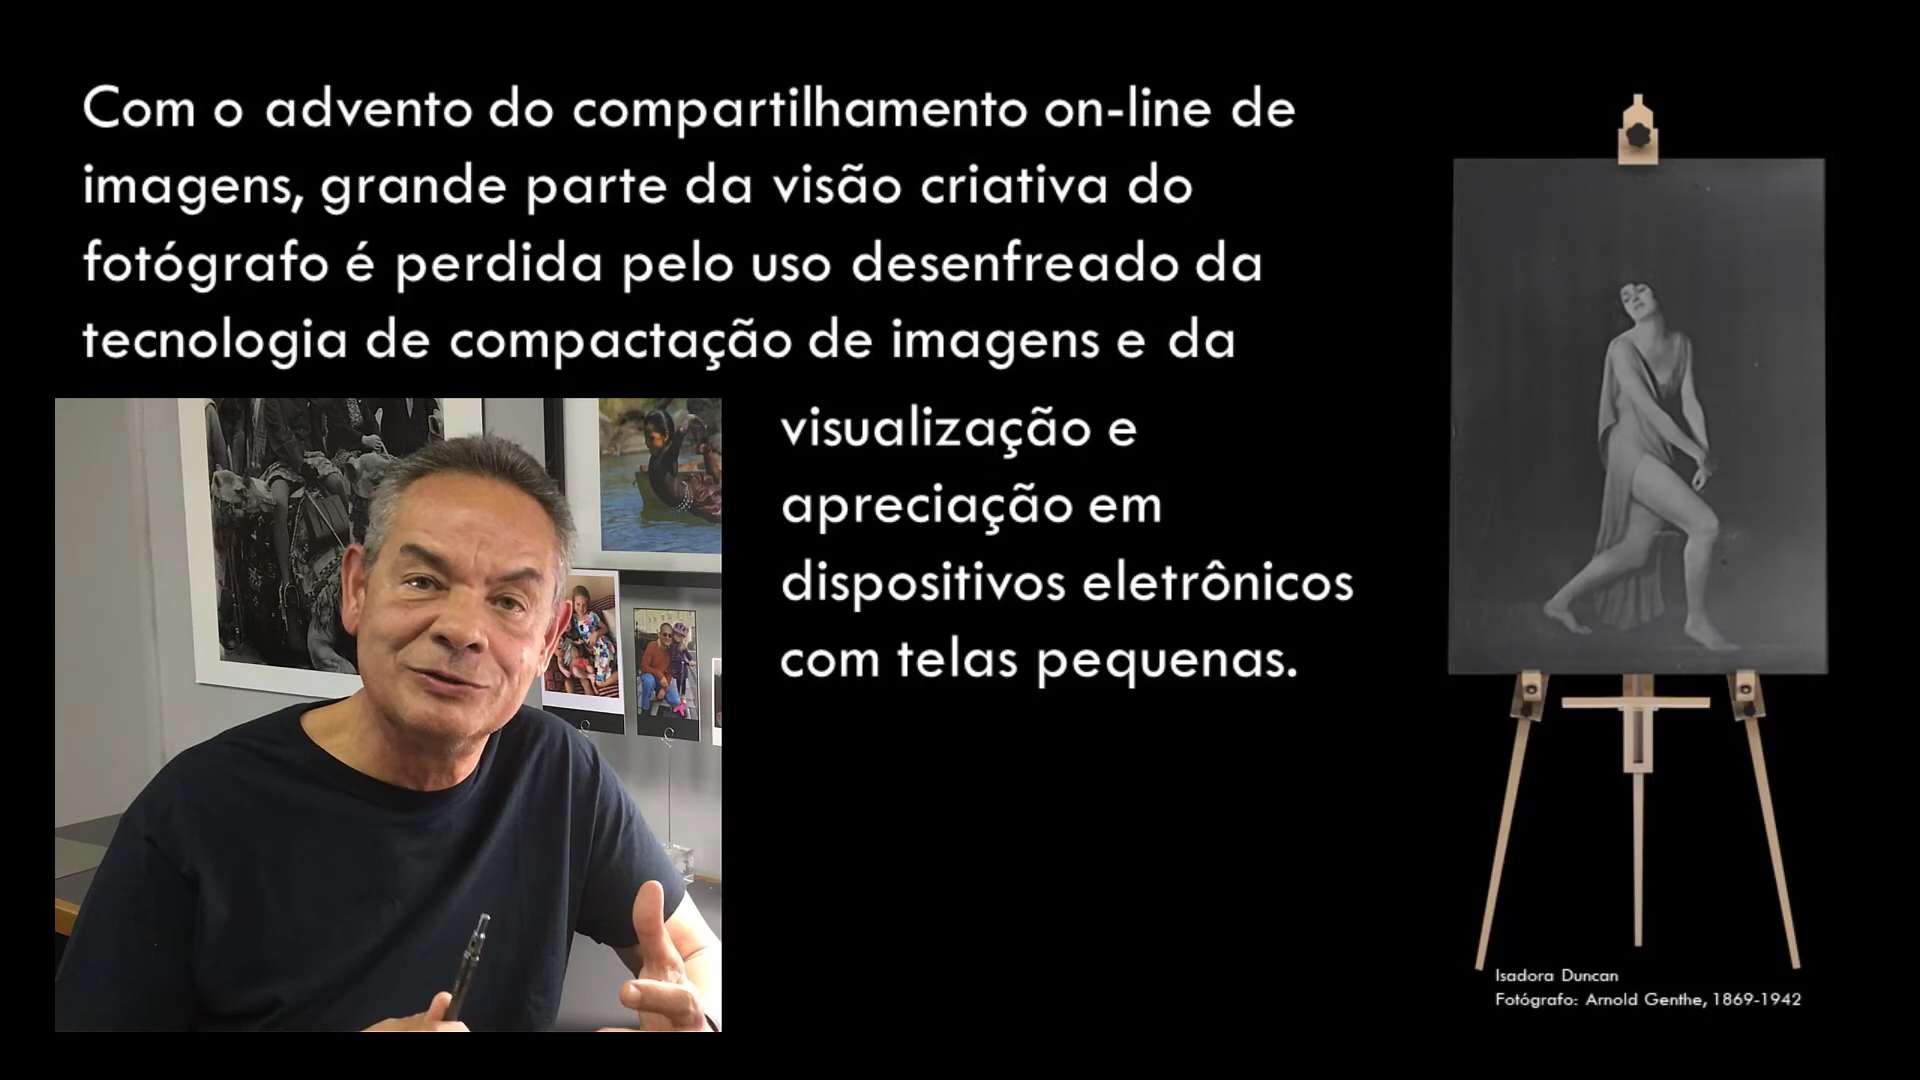 Com o advento do compartilhamento on-line de
imagens, grande parte da visão criativa do
fotógrafo é perdida pelo uso desenfreado da
tecnologia de compactação de imagens e da
visualização e
apreciação em
dispositivos eletrônicos
com telas pequenas.
Isadora Duncan
Fotógrafo: Arnold Genthe, 1869-1942